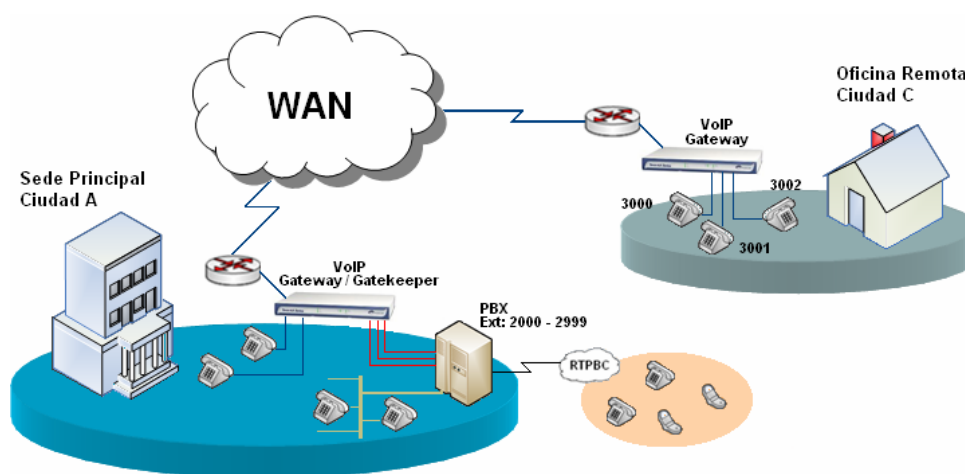 WAN
Oficina Remota
Ciudad C
VoIP
Gateway
3002
3000
3001
Sede Principal
Ciudad A
VoIP
Gateway / Gatekeeper
PBX
Ext: 2000 - 2999
RTPBC